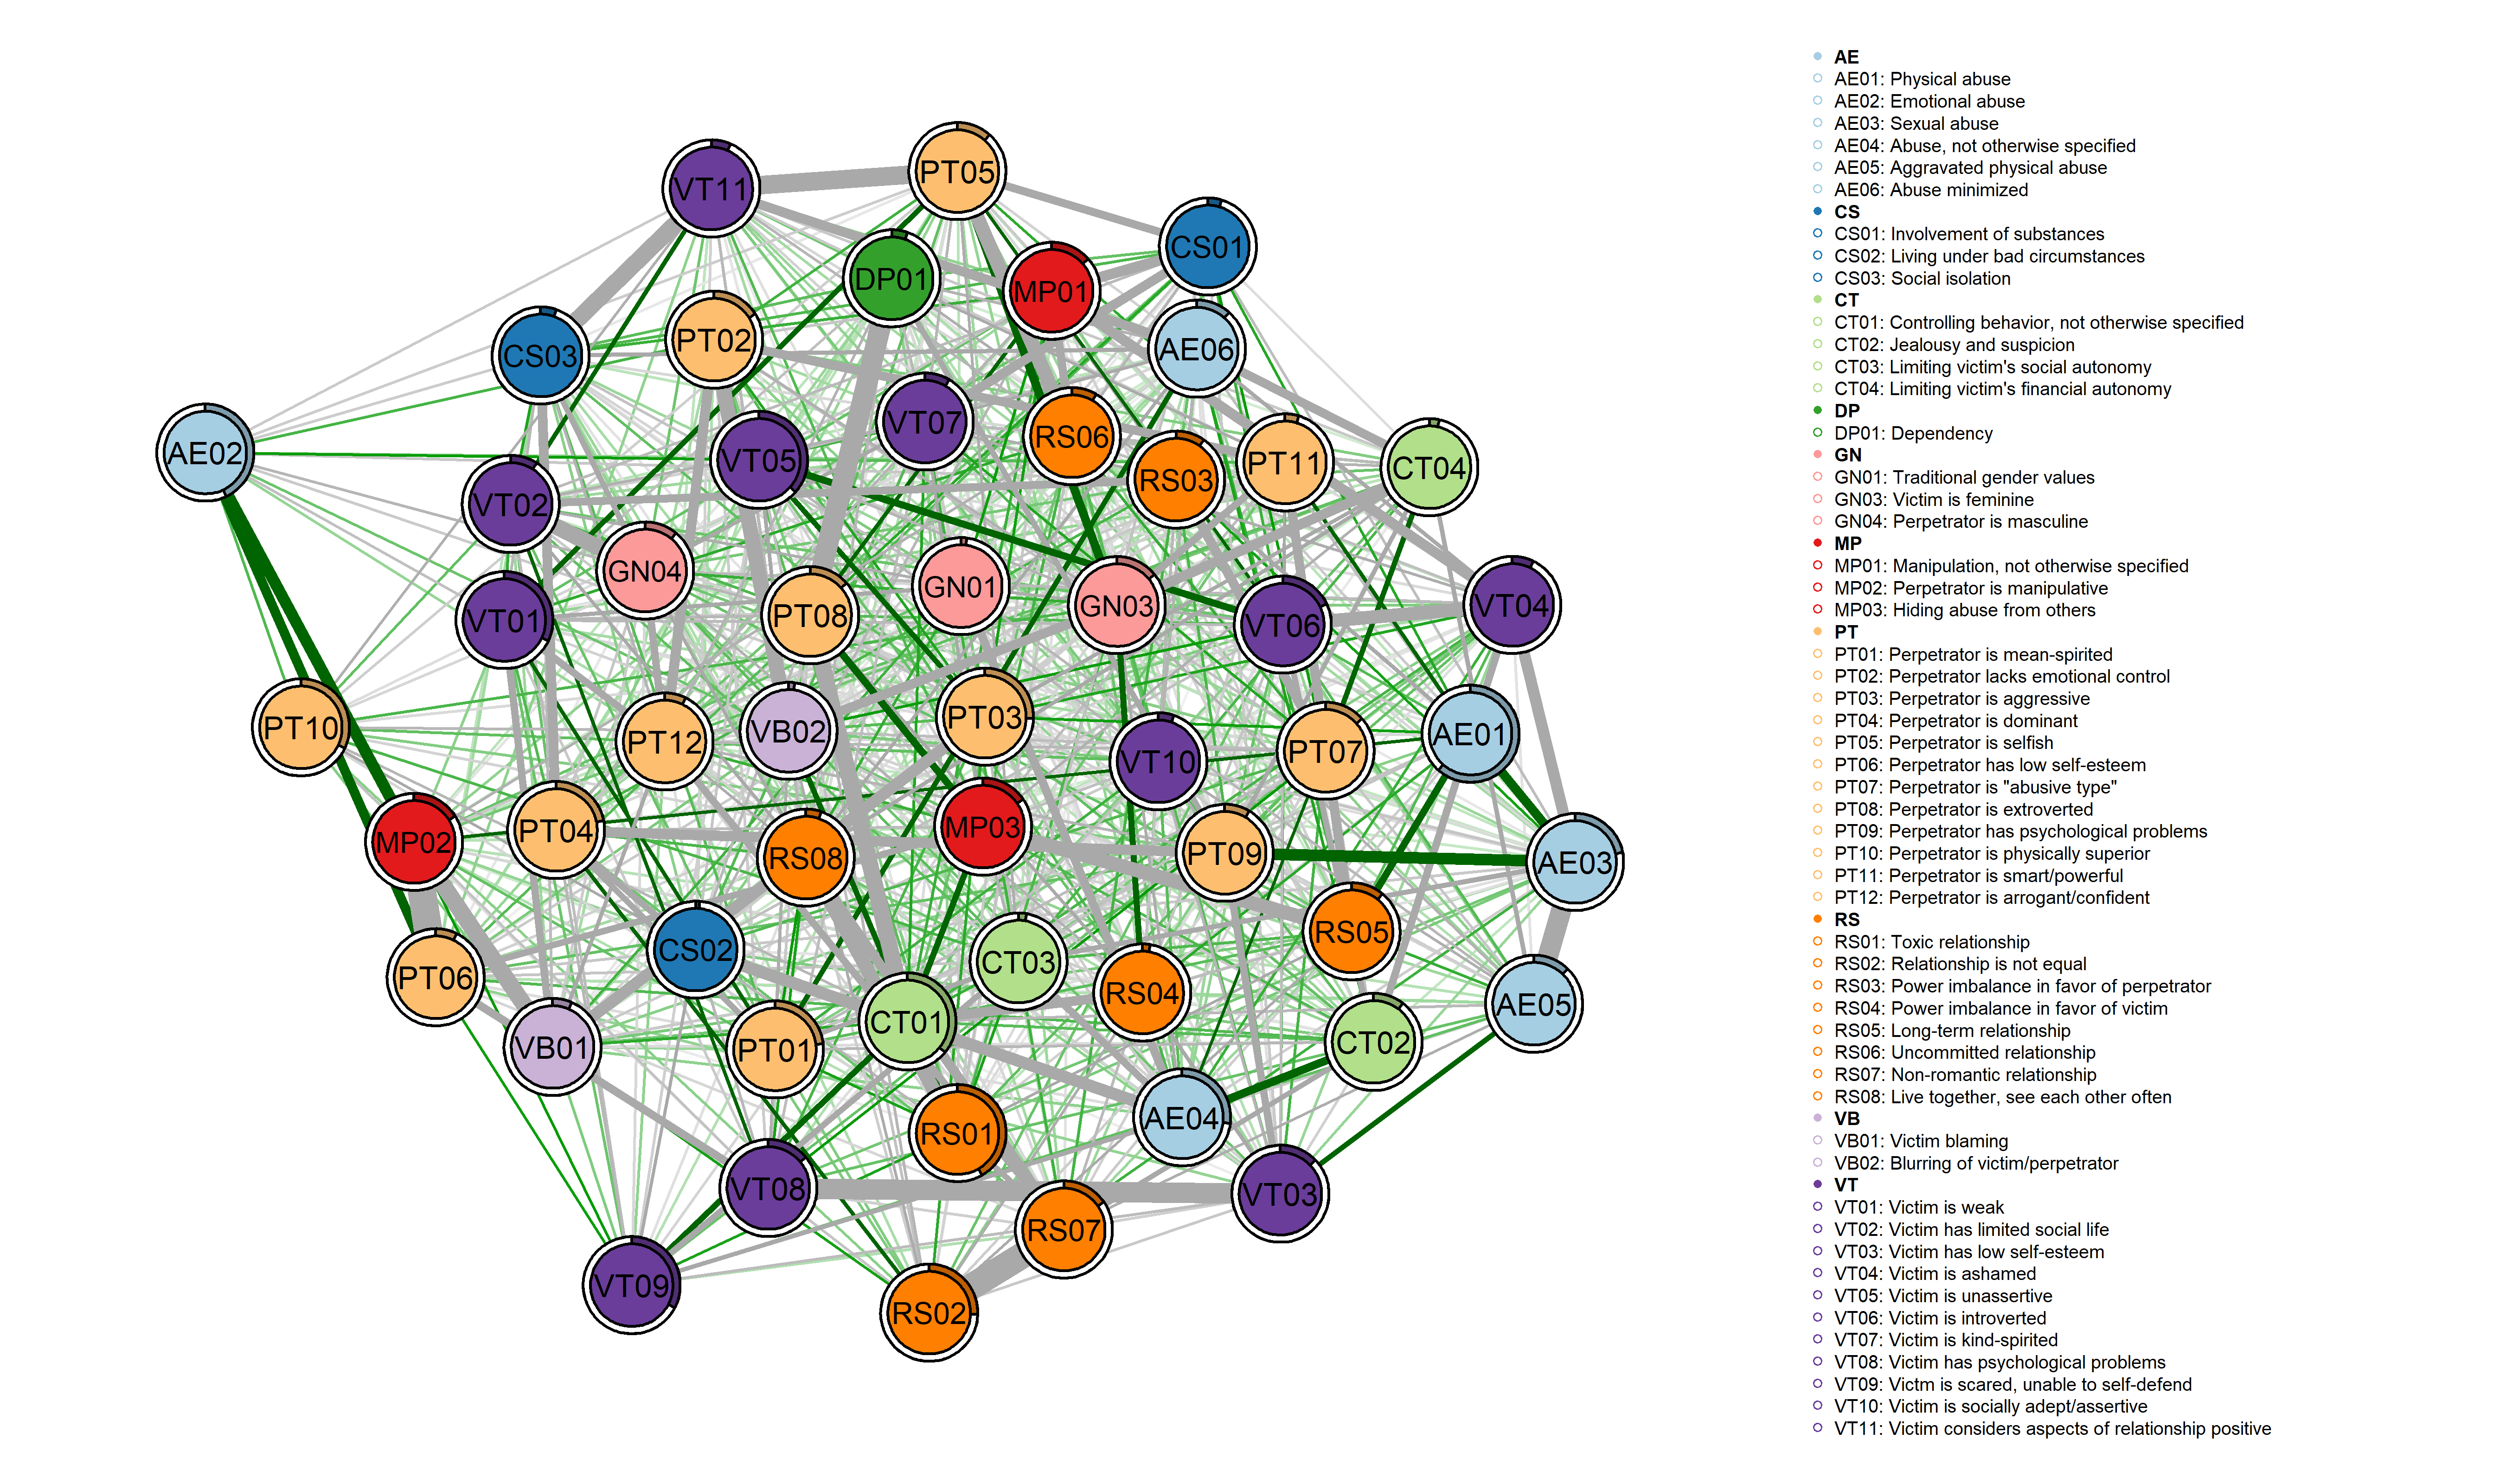 VT11
PT05
CS01
DP01
MP01
PT02
CS03
AE06
VT07
RS06
AE02
VT05
RS03
PT11
CT04
VT02
GN04
GN01
GN03
VT01
PT08
VT06
VT04
PT10
PT12
VB02
PT03
VT10
PT07
AE01
MP02
PT04
RS08
MP03
PT09
AE03
PT06
CS02
CT03
RS04
RS05
AE05
VB01
PT01
CT01
CT02
RS01
AE04
VT08
RS07
VT03
VT09
RS02
AE
AE01: Physical abuse
AE02: Emotional abuse
AE03: Sexual abuse
AE04: Abuse, not otherwise specified
AE05: Aggravated physical abuse
AE06: Abuse minimized
CS
CS01: Involvement of substances
CS02: Living under bad circumstances
CS03: Social isolation
CT
CT01: Controlling behavior, not otherwise specified
CT02: Jealousy and suspicion
CT03: Limiting victim's social autonomy
CT04: Limiting victim's financial autonomy
DP
DP01: Dependency
GN
GN01: Traditional gender values
GN03: Victim is feminine
GN04: Perpetrator is masculine
MP
MP01: Manipulation, not otherwise specified
MP02: Perpetrator is manipulative
MP03: Hiding abuse from others
PT
PT01: Perpetrator is mean-spirited
PT02: Perpetrator lacks emotional control
PT03: Perpetrator is aggressive
PT04: Perpetrator is dominant
PT05: Perpetrator is selfish
PT06: Perpetrator has low self-esteem
PT07: Perpetrator is "abusive type"
PT08: Perpetrator is extroverted
PT09: Perpetrator has psychological problems
PT10: Perpetrator is physically superior
PT11: Perpetrator is smart/powerful
PT12: Perpetrator is arrogant/confident
RS
RS01: Toxic relationship
RS02: Relationship is not equal
RS03: Power imbalance in favor of perpetrator
RS04: Power imbalance in favor of victim
RS05: Long-term relationship
RS06: Uncommitted relationship
RS07: Non-romantic relationship
RS08: Live together, see each other often
VB
VB01: Victim blaming
VB02: Blurring of victim/perpetrator
VT
VT01: Victim is weak
VT02: Victim has limited social life
VT03: Victim has low self-esteem
VT04: Victim is ashamed
VT05: Victim is unassertive
VT06: Victim is introverted
VT07: Victim is kind-spirited
VT08: Victim has psychological problems
VT09: Victm is scared, unable to self-defend
VT10: Victim is socially adept/assertive
VT11: Victim considers aspects of relationship positive